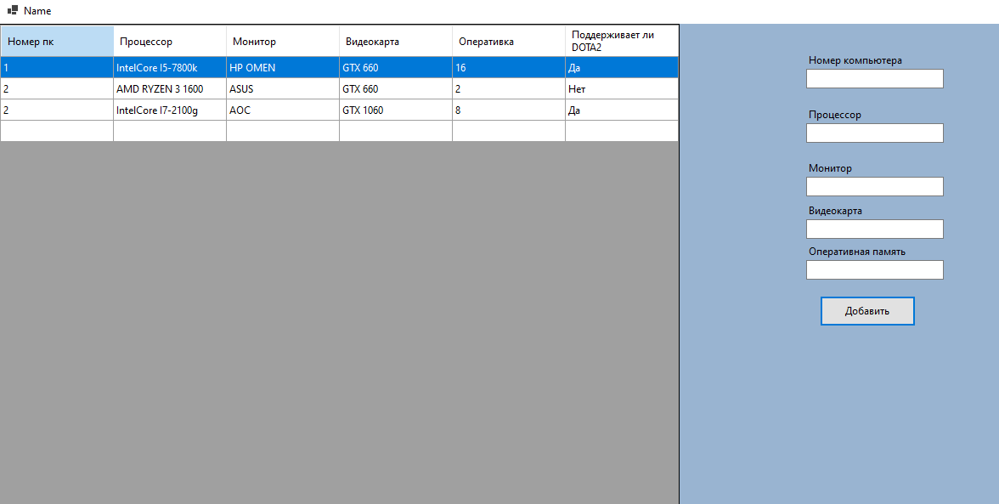 Name
Номер пк Процессор Монитор Видеокарта Оперативка Поддерживает ли DOTA2
1 IntelCore I5-7800k HP OMEN GTX 660 16 Да
2 AMD RYZEN 3 1600 ASUS GTX 660 2 Нет
2 IntelCore I7-2100g AOC GTX 1060 8 Да
Номер компьютера
Процессор
Монитор
Видеокарта
Оперативная память
Добавить